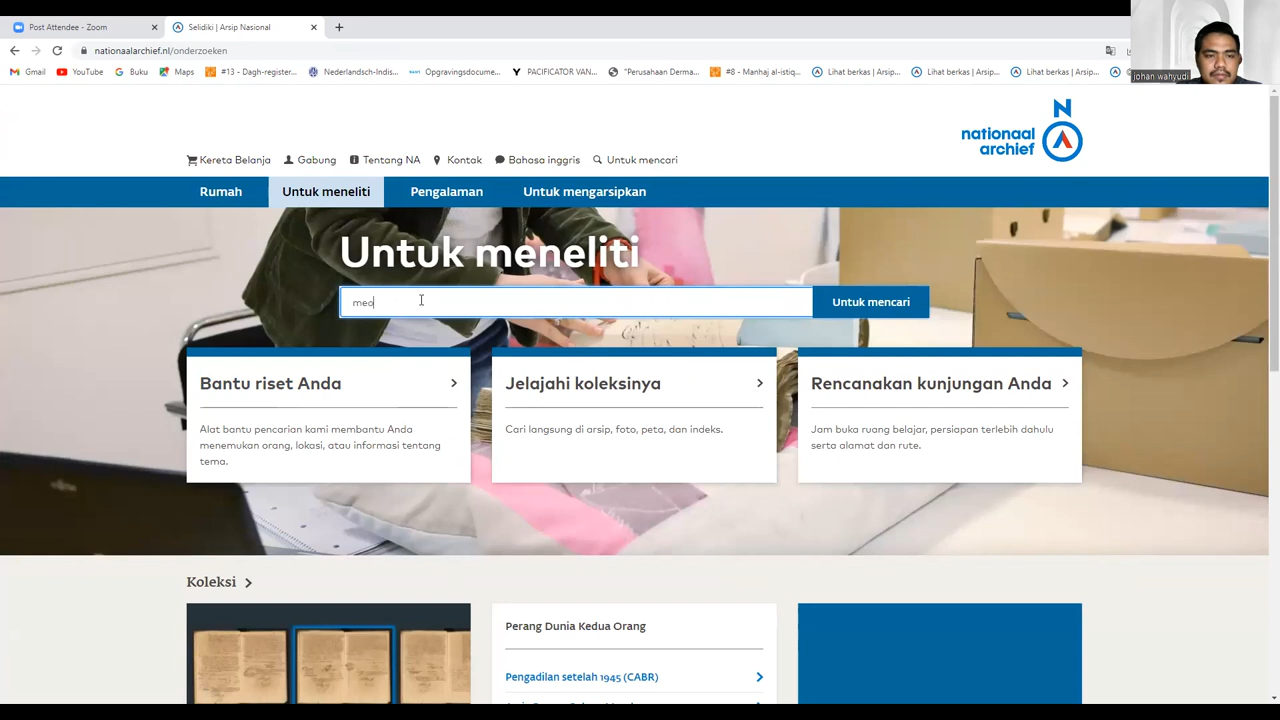 Post Attendee - Zoom
Selidiki | Arsip Nasional
nationaalarchief.nl/onderzoeken
Gmail YouTube Buku Maps #13 - Dagh-register... Nederlandsch-Indis... Opgravingsdocume... PACIFICATOR VAN... "Perusahaan Derma... #8 - Manhaj al-istiq... Lihat berkas | Arsip... Lihat berkas | Arsip... Lihat berkas | Arsip...
johan wahyudi
nationaal
archief
Kereta Belanja Gabung Tentang NA Kontak Bahasa inggris Untuk mencari
Rumah Untuk meneliti Pengalaman Untuk mengarsipkan
Untuk meneliti
meo
Untuk mencari
Bantu riset Anda
Alat bantu pencarian kami membantu Anda
menemukan orang, lokasi, atau informasi tentang
tema.
Jelajahi koleksinya
Cari langsung di arsip, foto, peta, dan indeks.
Rencanakan kunjungan Anda
Jam buka ruang belajar, persiapan terlebih dahulu
serta alamat dan rute.
Koleksi
Perang Dunia Kedua Orang
Pengadilan setelah 1945 (CABR)